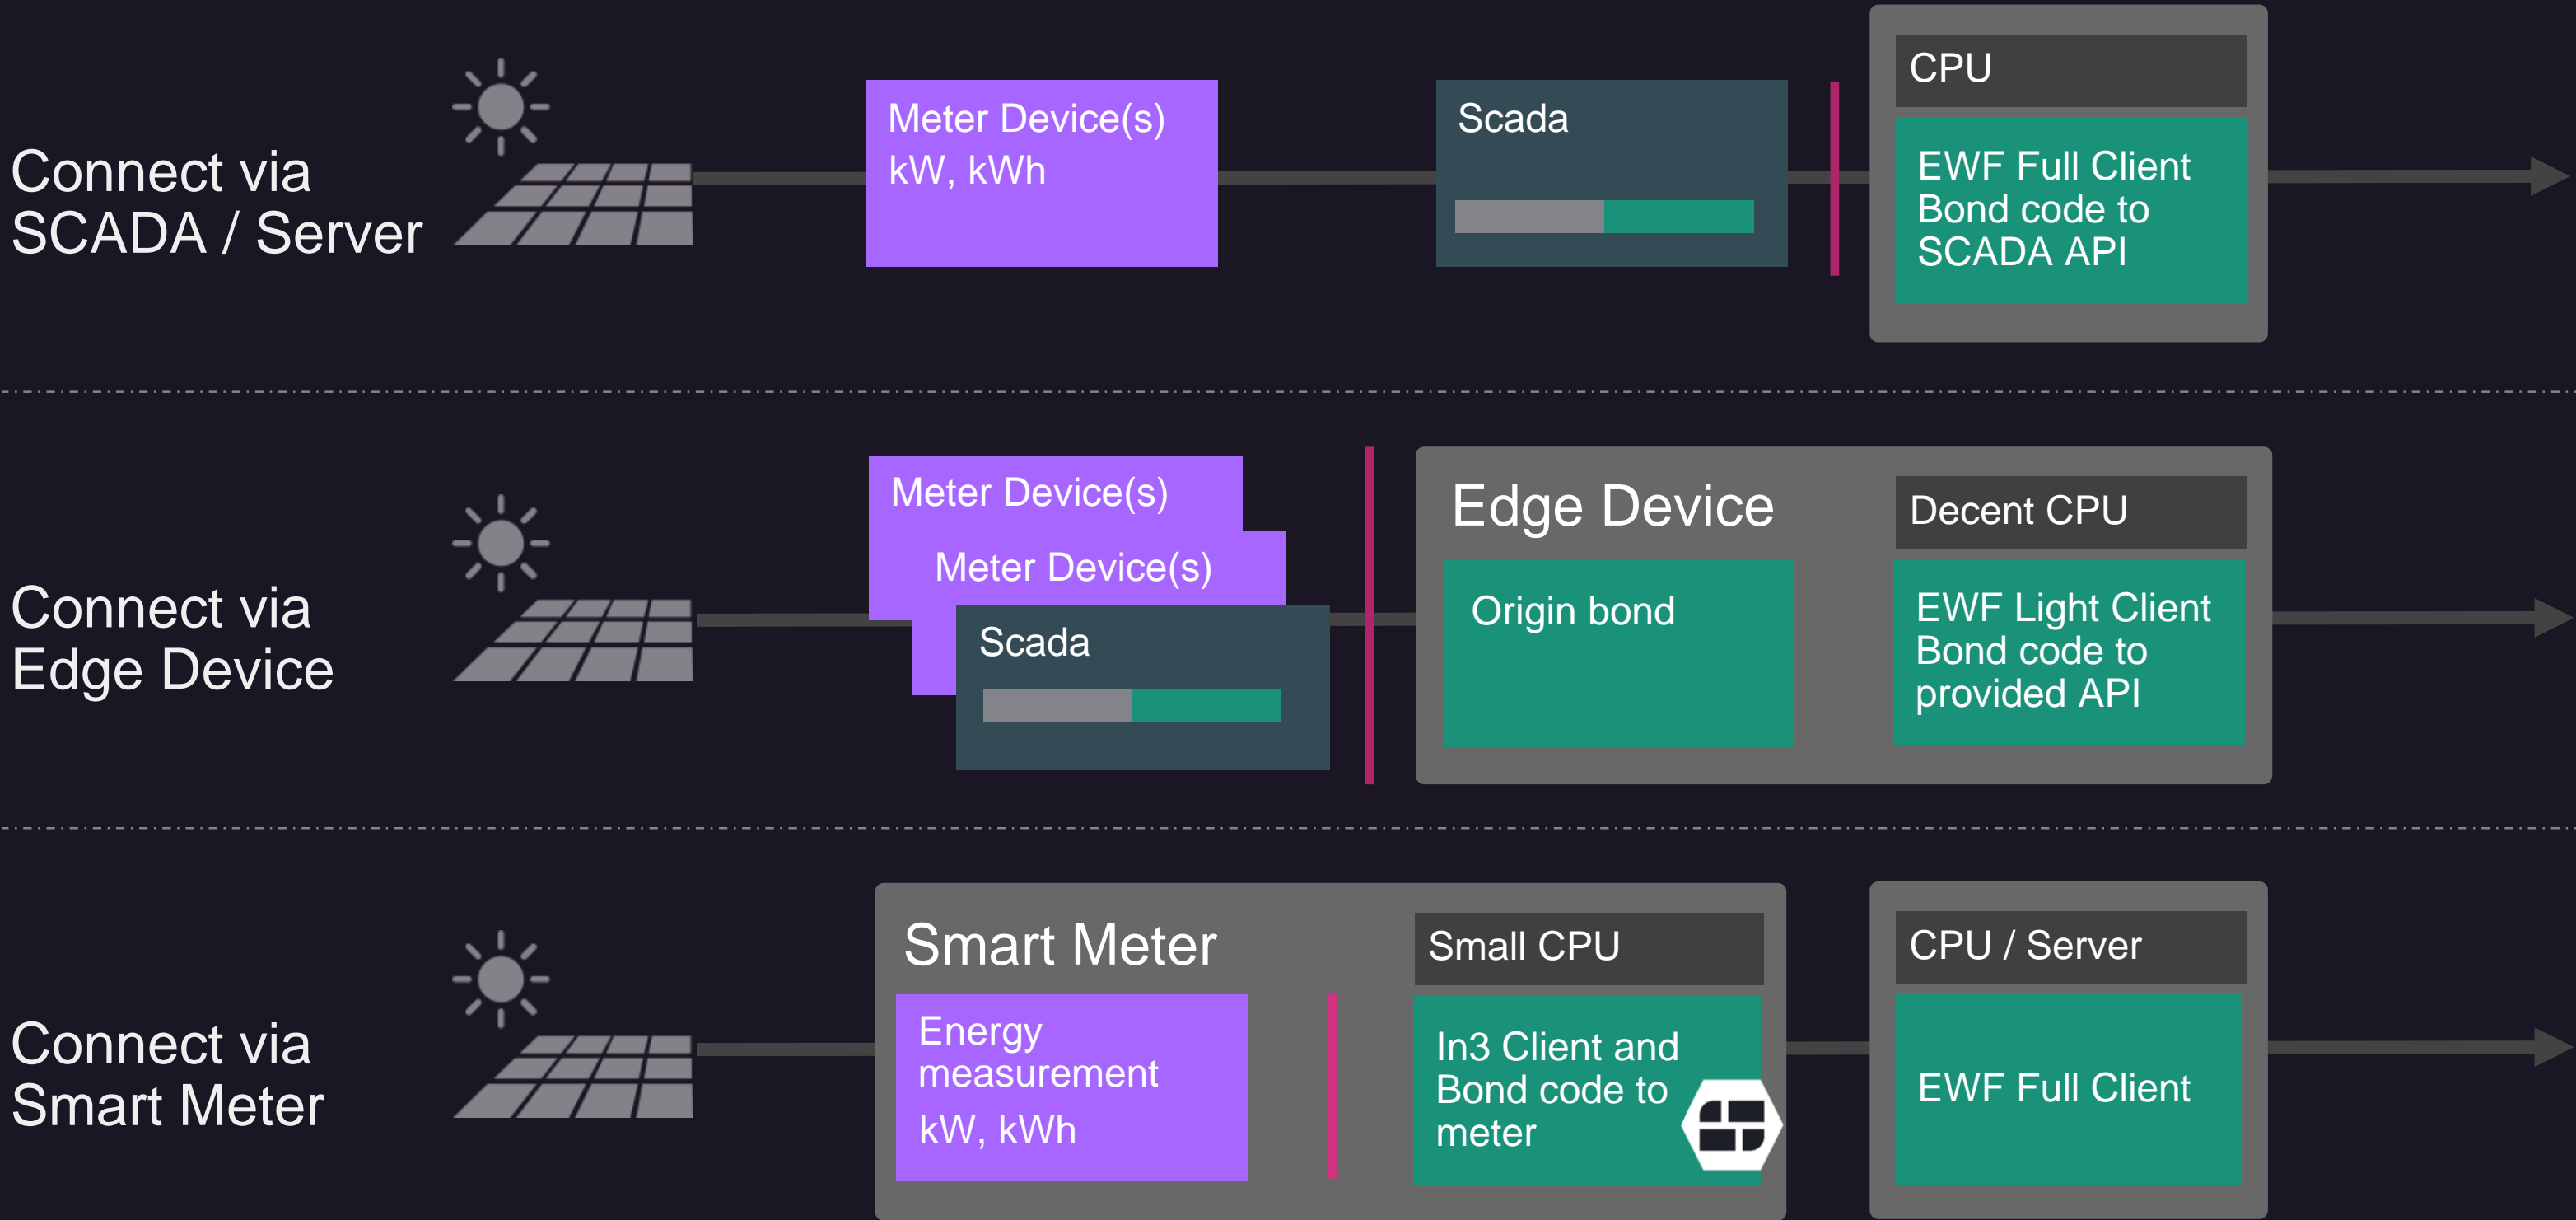 Connect via
SCADA / Server
Meter Device(s)
kW, kWh
Scada
CPU
EWF Full Client
Bond code to
SCADA API
Connect via
Edge Device
Meter Device(s)
Meter Device(s)
Scada
Edge Device
Origin bond
Decent CPU
EWF Light Client
Bond code to
provided API
Connect via
Smart Meter
Smart Meter
Energy
measurement
kW, kWh
Small CPU
In3 Client and
Bond code to
meter
CPU / Server
EWF Full Client